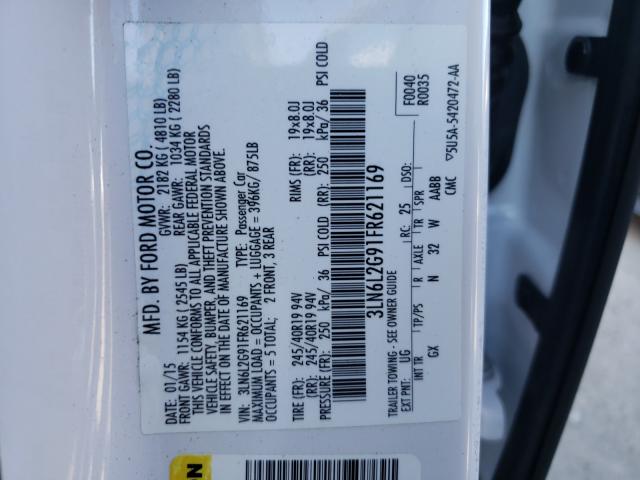 MFD. BY FORD MOTOR CO.
DATE: 01/15 GVWR: 2182 KG ( 4810 LB)
FRONT GAWR: 1154 KG ( 2545 LB) REAR GAWR: 1034 KG ( 2280 LB)
THIS VEHICLE CONFORMS TO ALL APPLICABLE FEDERAL MOTOR
VEHICLE SAFETY, BUMPER, AND THEFT PREVENTION STANDARDS
IN EFFECT ON THE DATE OF MANUFACTURE SHOWN ABOVE.
VIN: 3LN6L2G91FR621169 TYPE: Passenger Car
MAXIMUM LOAD = OCCUPANTS + LUGGAGE = 396KG/ 875LB
OCCUPANTS = 5 TOTAL: 2 FRONT, 3 REAR
TIRE (FR): 245/40R19 94V RIMS (FR): 19x8.0J
(RR): 245/40R19 94V (RR): 19x8.0J
PRESSURE (FR): 250 kPa/ 36 PSI COLD (RR): 250 kPa/ 36 PSI COLD
3LN6L2G91FR621169
TRAILER TOWING - SEE OWNER GUIDE F0040
R0035
EXT PNT: UG RC: 25 DSO:
INT TR TP/PS R AXLE TR SPR
GX N 32 W AABB
CMC
▽5U5A-5420472-AA